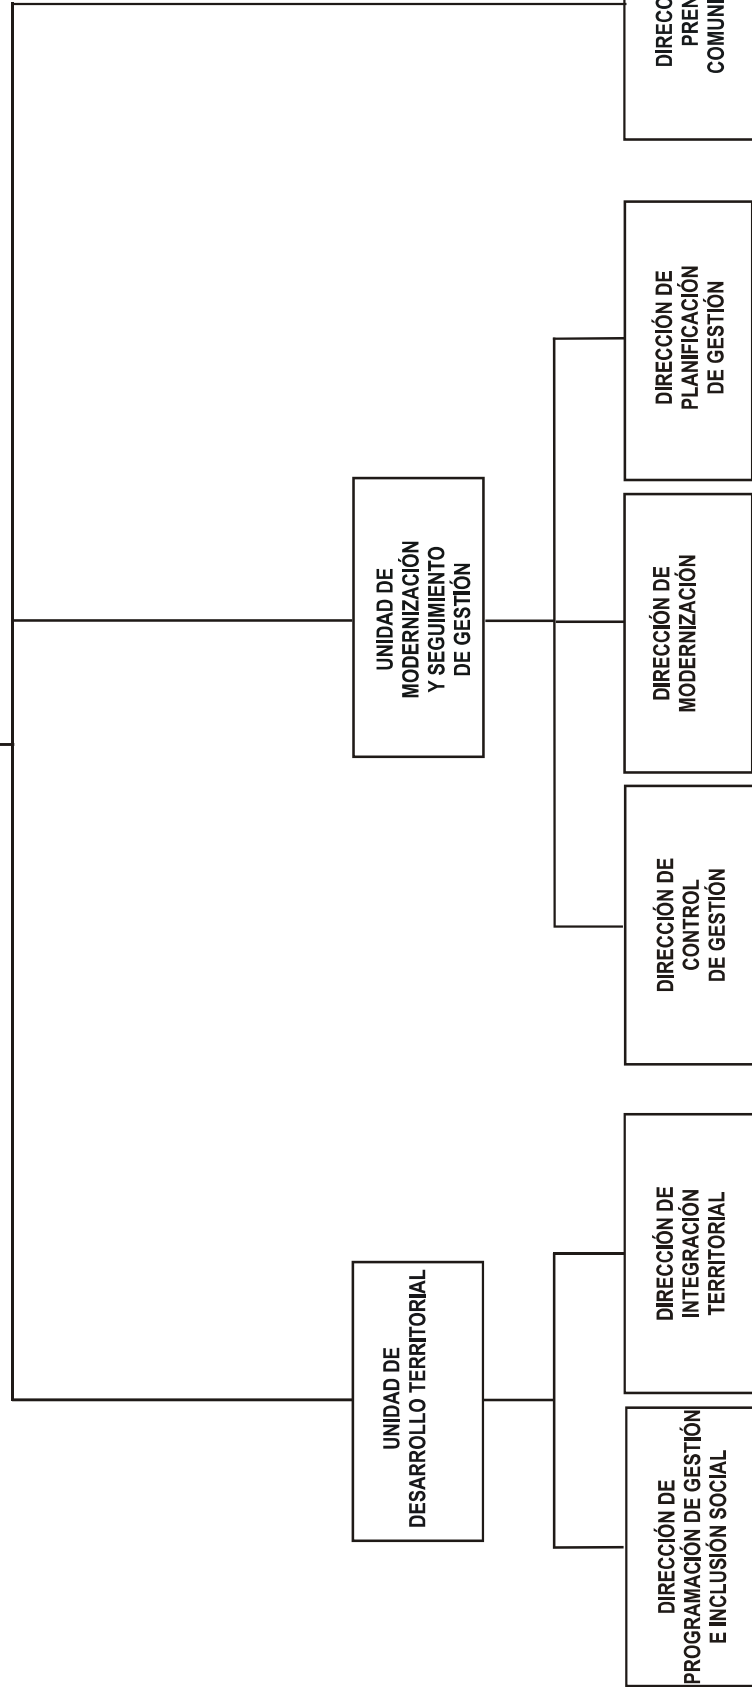 UNIDAD DE
DESARROLLO TERRITORIAL
UNIDAD DE
MODERNIZACIÓN
Y SEGUIMIENTO
DE GESTIÓN
DIRECCIÓN DE
PROGRAMACIÓN DE GESTIÓN
E INCLUSIÓN SOCIAL
DIRECCIÓN DE
INTEGRACIÓN
TERRITORIAL
DIRECCIÓN DE
CONTROL
DE GESTIÓN
DIRECCIÓN DE
MODERNIZACIÓN
DIRECCIÓN DE
PLANIFICACIÓN
DE GESTIÓN